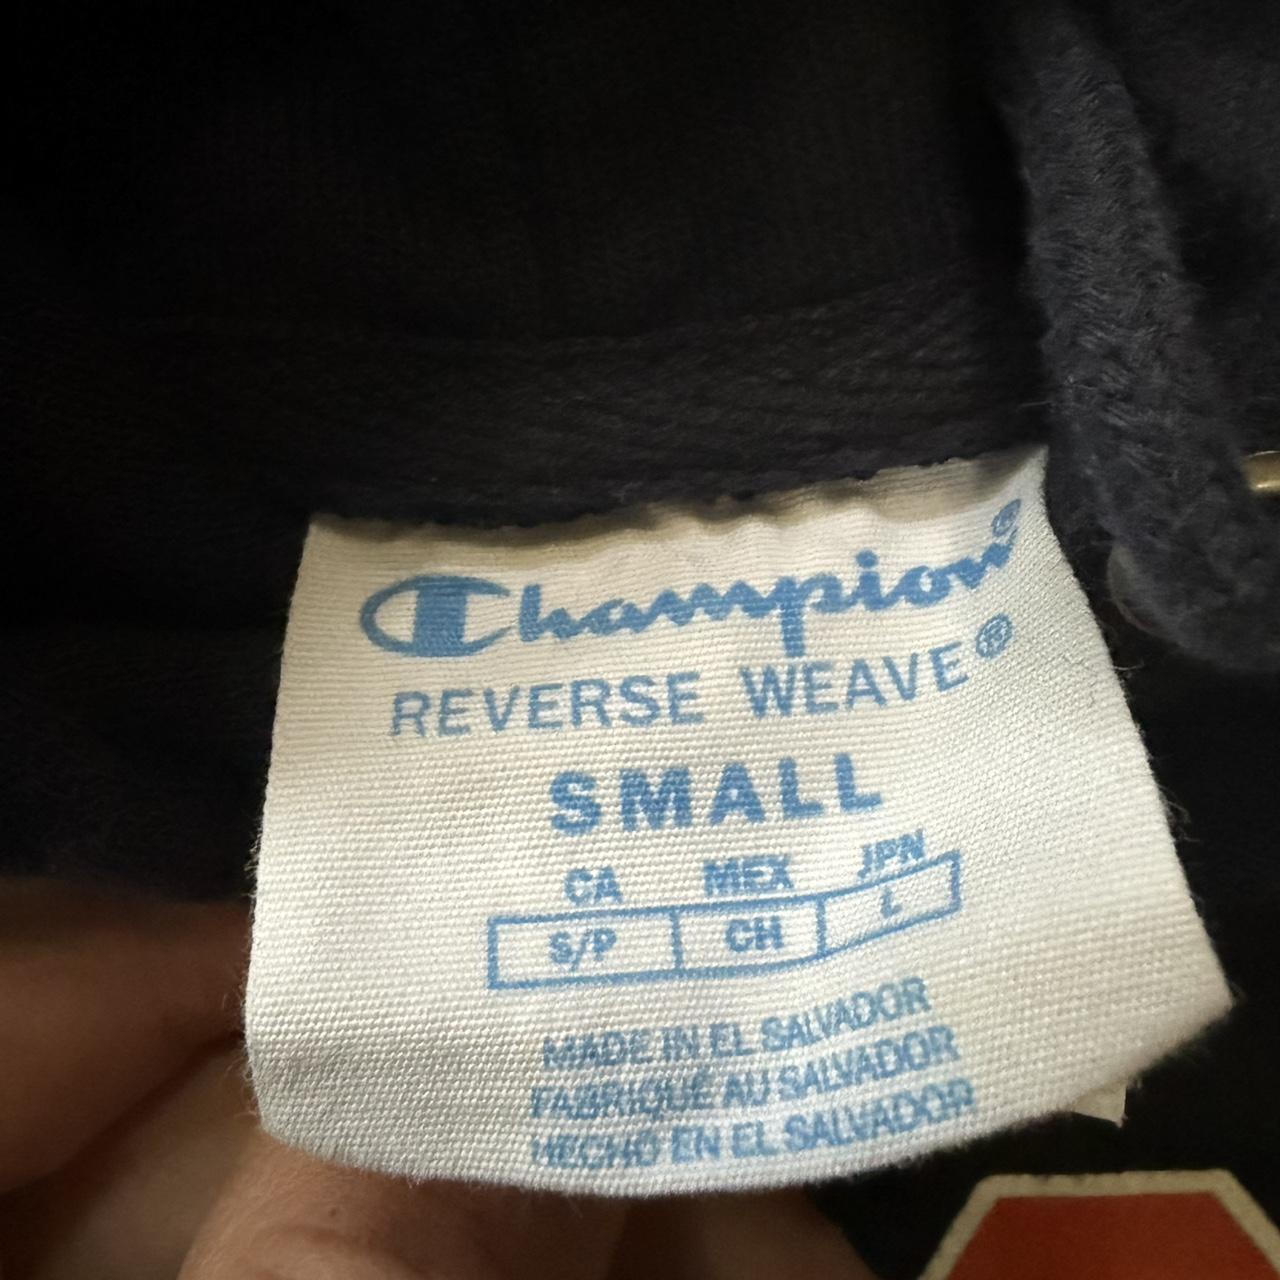 Champion®
REVERSE WEAVE®
SMALL
CA MEX JPN
S/P CH L
MADE IN EL SALVADOR
FABRIQUÉ AU SALVADOR
HECHO EN EL SALVADOR